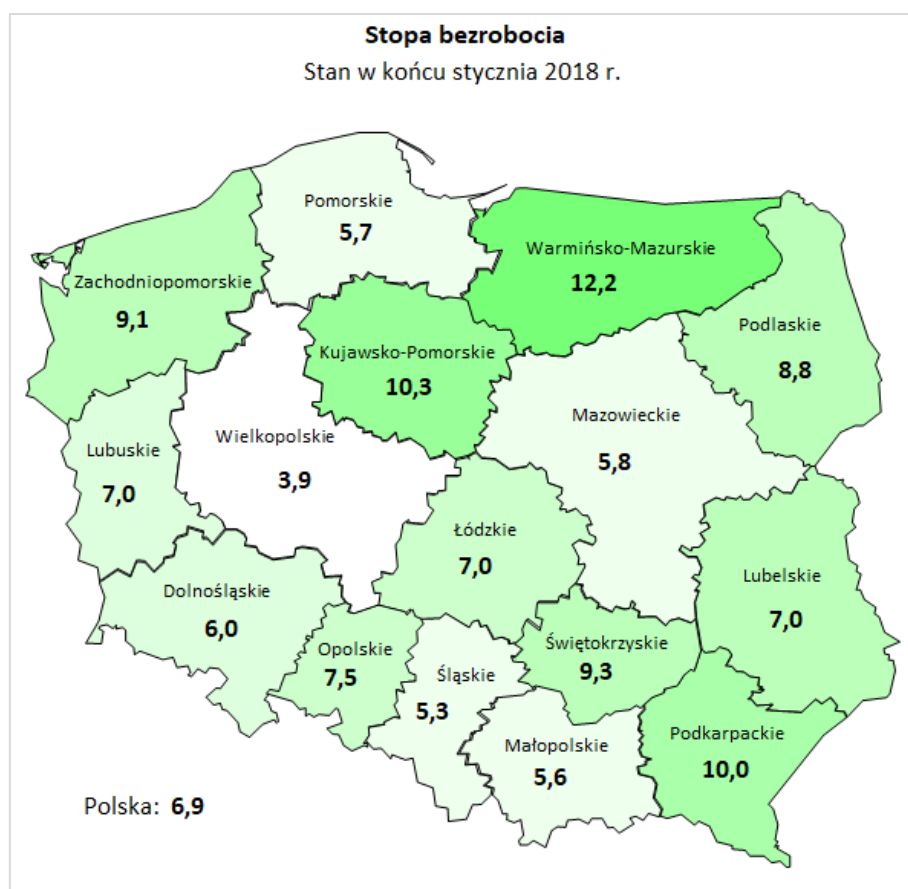 Stopa bezrobocia
Stan w końcu stycznia 2018 r.
Pomorskie
5,7
Warmińsko-Mazurskie
12,2
Zachodniopomorskie
9,1
Podlaskie
8,8
Kujawsko-Pomorskie
10,3
Mazowieckie
5,8
Wielkopolskie
3,9
Lubuskie
7,0
Łódzkie
7,0
Lubelskie
7,0
Dolnośląskie
6,0
Opolskie
7,5
Śląskie
5,3
Świętokrzyskie
9,3
Małopolskie
5,6
Podkarpackie
10,0
Polska: 6,9